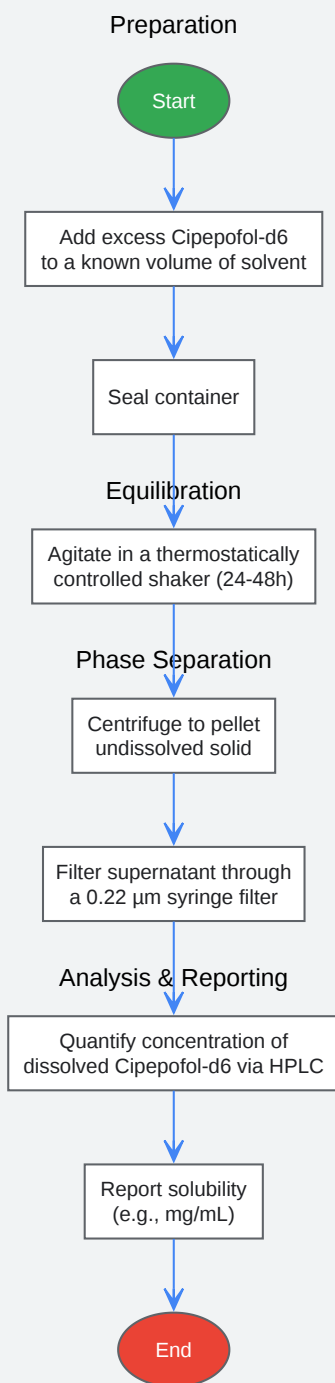 Preparation
Start
Add excess Cipepofol-d6
to a known volume of solvent
Seal container
Equilibration
Agitate in a thermostatically
controlled shaker (24-48h)
Phase Separation
Centrifuge to pellet
undissolved solid
Filter supernatant through
a 0.22 µm syringe filter
Analysis & Reporting
Quantify concentration of
dissolved Cipepofol-d6 via HPLC
Report solubility
(e.g., mg/mL)
End